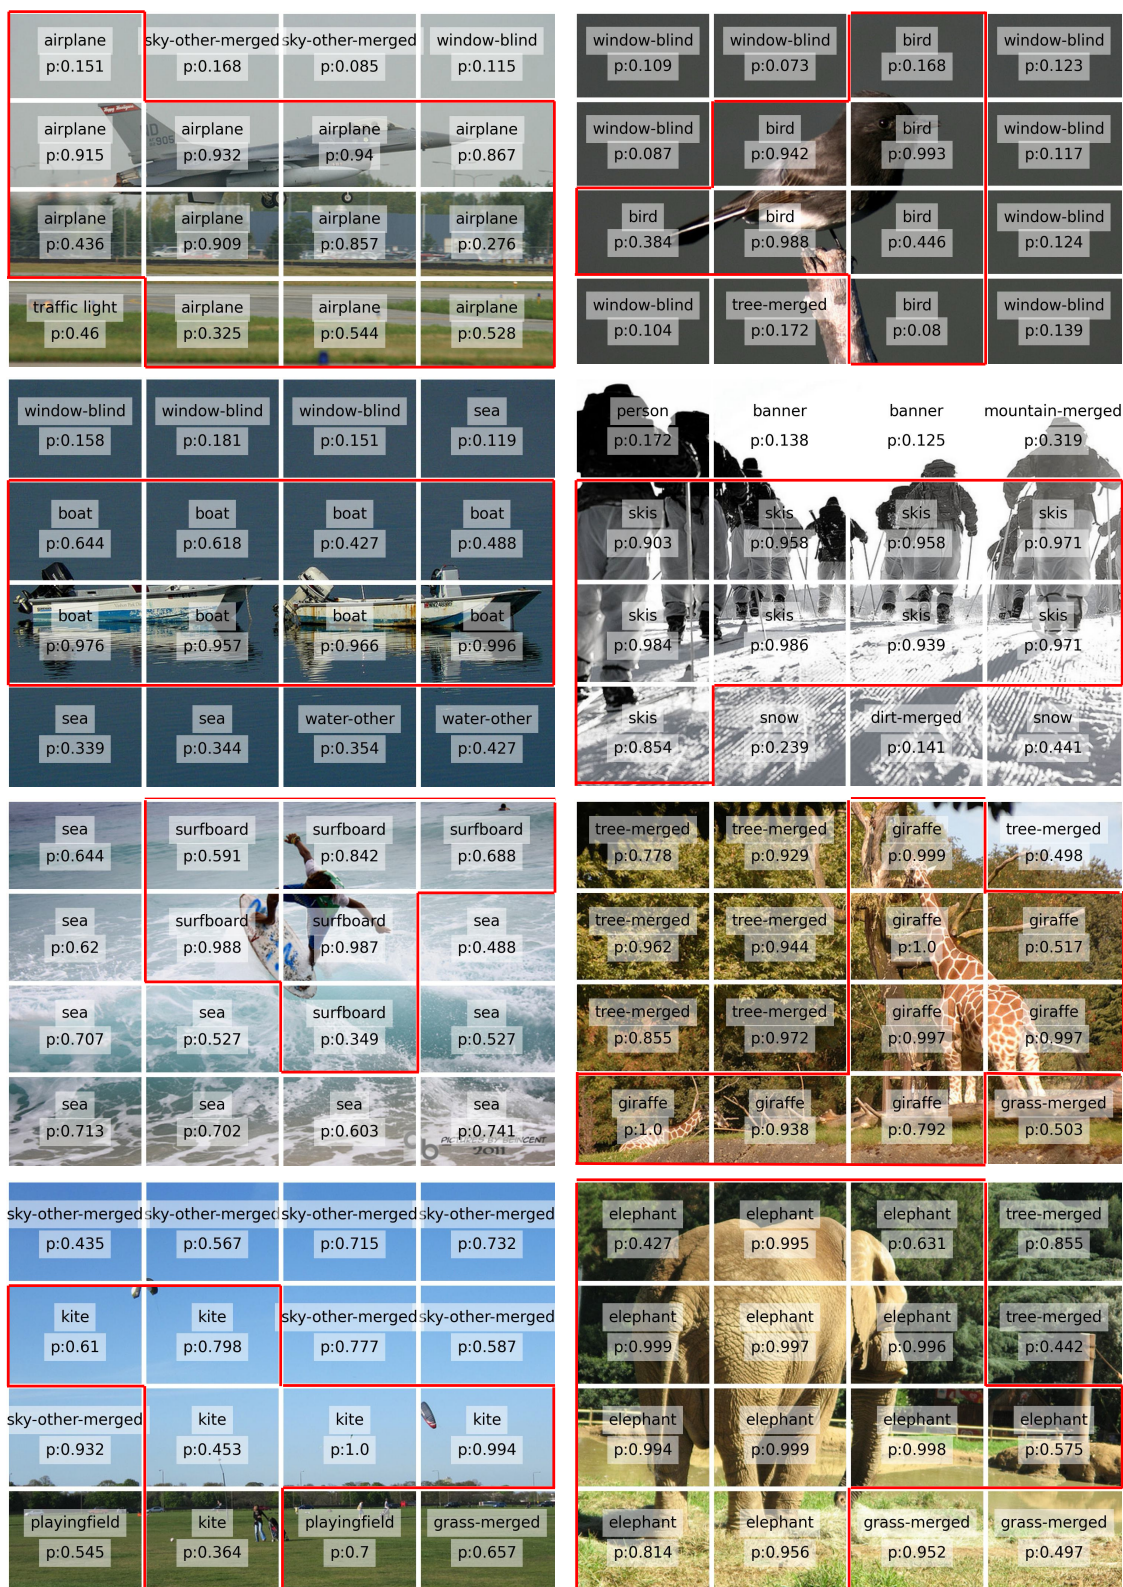 airplane
p:0.151
sky-other-merged
p:0.168
sky-other-merged
p:0.085
window-blind
p:0.115
airplane
p:0.915
airplane
p:0.932
airplane
p:0.94
airplane
p:0.867
airplane
p:0.436
airplane
p:0.909
airplane
p:0.857
airplane
p:0.276
traffic light
p:0.46
airplane
p:0.325
airplane
p:0.544
airplane
p:0.528
window-blind
p:0.109
window-blind
p:0.073
bird
p:0.168
window-blind
p:0.123
window-blind
p:0.087
bird
p:0.942
bird
p:0.993
window-blind
p:0.117
bird
p:0.384
bird
p:0.988
bird
p:0.446
window-blind
p:0.124
window-blind
p:0.104
tree-merged
p:0.172
bird
p:0.08
window-blind
p:0.139
window-blind
p:0.158
window-blind
p:0.181
window-blind
p:0.151
sea
p:0.119
boat
p:0.644
boat
p:0.618
boat
p:0.427
boat
p:0.488
boat
p:0.976
boat
p:0.957
boat
p:0.966
boat
p:0.996
sea
p:0.339
sea
p:0.344
water-other
p:0.354
water-other
p:0.427
person
p:0.172
banner
p:0.138
banner
p:0.125
mountain-merged
p:0.319
skis
p:0.903
skis
p:0.958
skis
p:0.958
skis
p:0.971
skis
p:0.984
skis
p:0.986
skis
p:0.939
skis
p:0.971
skis
p:0.854
snow
p:0.239
dirt-merged
p:0.141
snow
p:0.441
sea
p:0.644
surfboard
p:0.591
surfboard
p:0.842
surfboard
p:0.688
sea
p:0.62
surfboard
p:0.988
surfboard
p:0.987
sea
p:0.488
sea
p:0.707
sea
p:0.527
surfboard
p:0.349
sea
p:0.527
sea
p:0.713
sea
p:0.702
sea
p:0.603
sea
p:0.741
PICTURES BY BEINCENT
2011
tree-merged
p:0.778
tree-merged
p:0.929
giraffe
p:0.999
tree-merged
p:0.498
tree-merged
p:0.962
tree-merged
p:0.944
giraffe
p:1.0
giraffe
p:0.517
tree-merged
p:0.855
tree-merged
p:0.972
giraffe
p:0.997
giraffe
p:0.997
giraffe
p:1.0
giraffe
p:0.938
giraffe
p:0.792
grass-merged
p:0.503
sky-other-merged
p:0.435
sky-other-merged
p:0.567
sky-other-merged
p:0.715
sky-other-merged
p:0.732
kite
p:0.61
kite
p:0.798
sky-other-merged
p:0.777
sky-other-merged
p:0.587
sky-other-merged
p:0.932
kite
p:0.453
kite
p:1.0
kite
p:0.994
playingfield
p:0.545
kite
p:0.364
playingfield
p:0.7
grass-merged
p:0.657
elephant
p:0.427
elephant
p:0.995
elephant
p:0.631
tree-merged
p:0.855
elephant
p:0.999
elephant
p:0.997
elephant
p:0.996
tree-merged
p:0.442
elephant
p:0.994
elephant
p:0.999
elephant
p:0.998
elephant
p:0.575
elephant
p:0.814
elephant
p:0.956
grass-merged
p:0.952
grass-merged
p:0.497